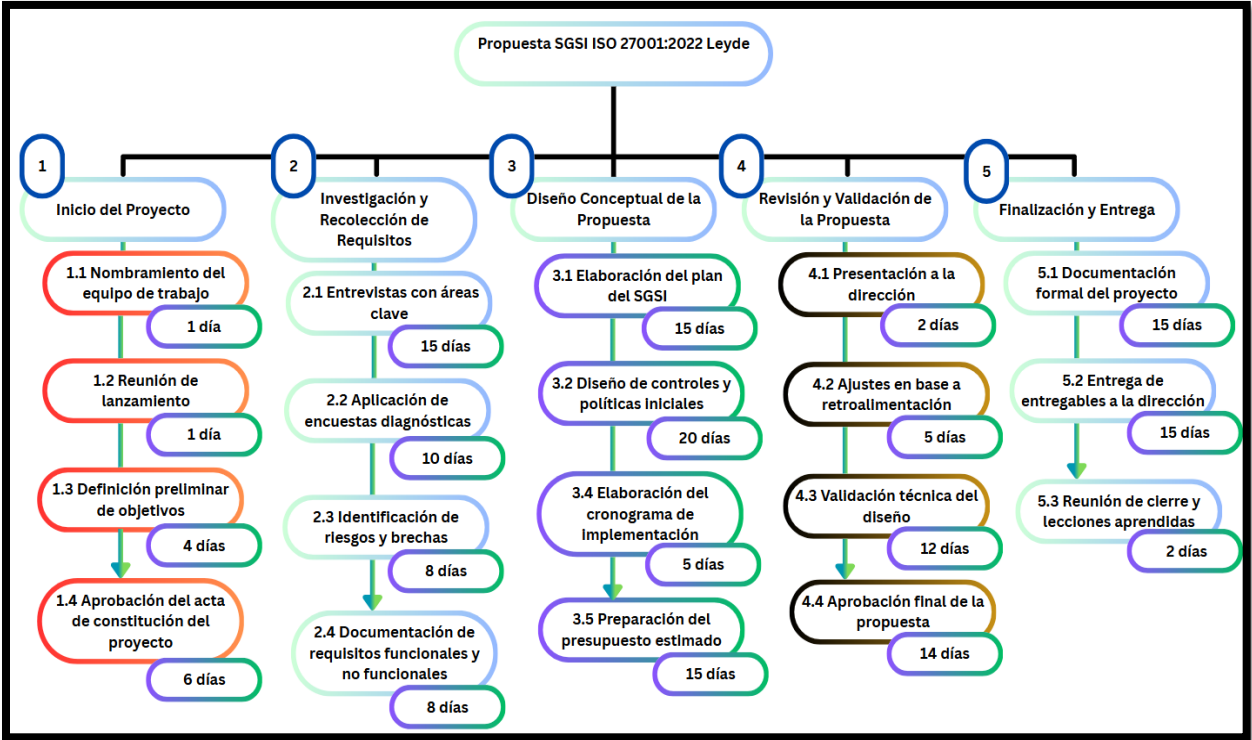 Propuesta SGSI ISO 27001:2022 Leyde
1
Inicio del Proyecto
1.1 Nombramiento del
equipo de trabajo
1 día
1.2 Reunión de
lanzamiento
1 día
1.3 Definición preliminar
de objetivos
4 días
1.4 Aprobación del acta
de constitución del
proyecto
6 días
2
Investigación y
Recolección de
Requisitos
2.1 Entrevistas con áreas
clave
15 días
2.2 Aplicación de
encuestas diagnósticas
10 días
2.3 Identificación de
riesgos y brechas
8 días
2.4 Documentación de
requisitos funcionales y
no funcionales
8 días
3
Diseño Conceptual de la
Propuesta
3.1 Elaboración del plan
del SGSI
15 días
3.2 Diseño de controles y
políticas iniciales
20 días
3.4 Elaboración del
cronograma de
implementación
5 días
3.5 Preparación del
presupuesto estimado
15 días
4
Revisión y Validación de
la Propuesta
4.1 Presentación a la
dirección
2 días
4.2 Ajustes en base a
retroalimentación
5 días
4.3 Validación técnica del
diseño
12 días
4.4 Aprobación final de la
propuesta
14 días
5
Finalización y Entrega
5.1 Documentación
formal del proyecto
15 días
5.2 Entrega de
entregables a la dirección
15 días
5.3 Reunión de cierre y
lecciones aprendidas
2 días